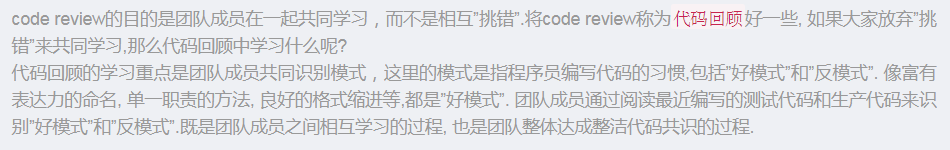 code review的目的是团队成员在一起共同学习，而不是相互"挑错".将code review称为代码回顾好一些, 如果大家放弃"挑
错"来共同学习,那么代码回顾中学习什么呢?
代码回顾的学习重点是团队成员共同识别模式，这里的模式是指程序员编写代码的习惯,包括"好模式"和"反模式". 像富有
表达力的命名, 单一职责的方法, 良好的格式缩进等,都是"好模式". 团队成员通过阅读最近编写的测试代码和生产代码来识
别"好模式"和"反模式".既是团队成员之间相互学习的过程, 也是团队整体达成整洁代码共识的过程.